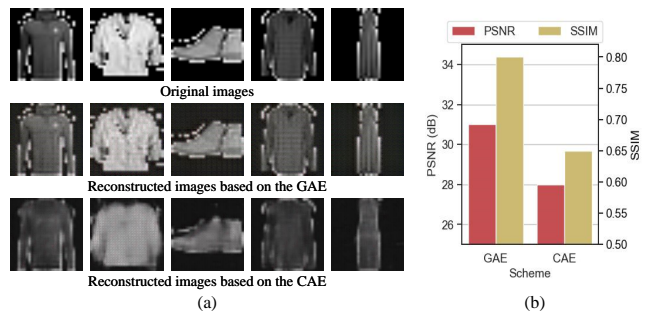 Original images
Reconstructed images based on the GAE
Reconstructed images based on the CAE
(a)
PSNR
SSIM
34
32
30
28
26
PSNR (dB)
0.80
0.75
0.70
0.65
0.60
0.55
0.50
SSIM
GAE
CAE
Scheme
(b)